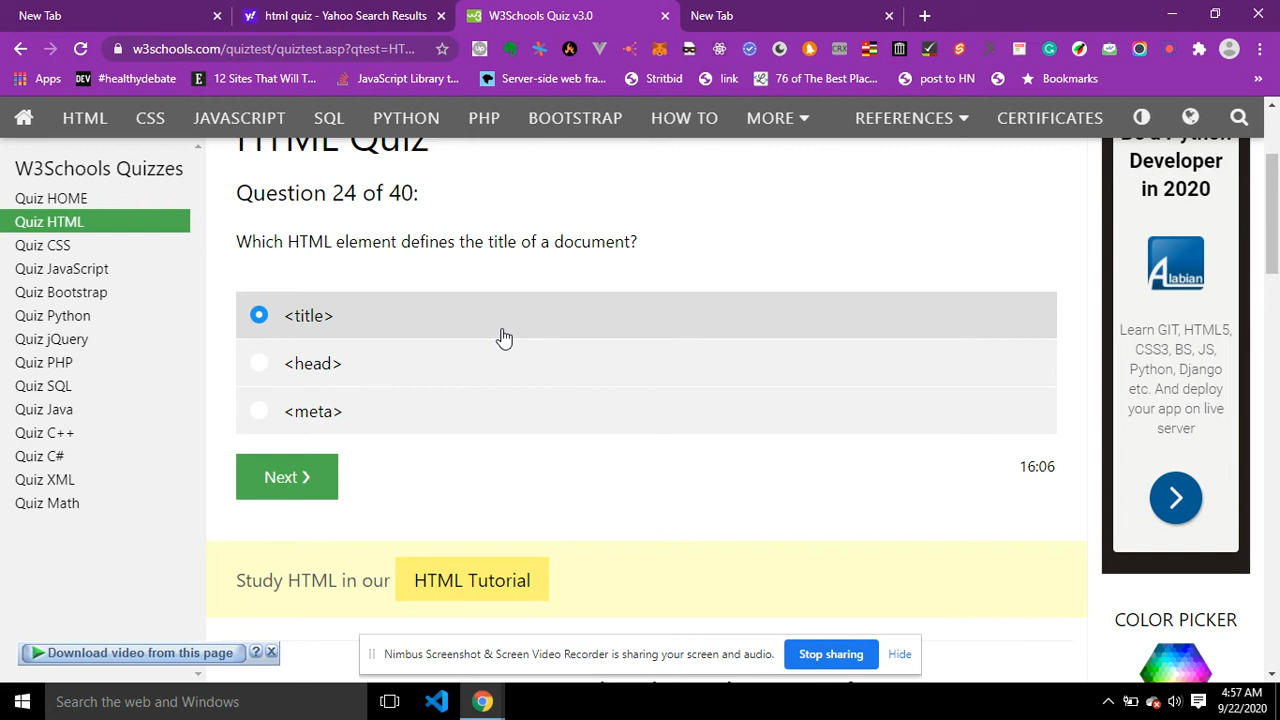 New Tab
html quiz - Yahoo Search Results
W3Schools Quiz v3.0
New Tab
w3schools.com/quiztest/quiztest.asp?qtest=HT...
Apps
DEV #healthydebate
E 12 Sites That Will T...
JavaScript Library t...
Server-side web fra...
Stribtid
link
76 of The Best Plac...
post to HN
Bookmarks
»
HTML
CSS
JAVASCRIPT
SQL
PYTHON
PHP
BOOTSTRAP
HOW TO
MORE
REFERENCES
CERTIFICATES
W3Schools Quizzes
Quiz HOME
Quiz HTML
Quiz CSS
Quiz JavaScript
Quiz Bootstrap
Quiz Python
Quiz jQuery
Quiz PHP
Quiz SQL
Quiz Java
Quiz C++
Quiz C#
Quiz XML
Quiz Math
HTML Quiz
Question 24 of 40:
Which HTML element defines the title of a document?
<title>
<head>
<meta>
Next ❯
16:06
Study HTML in our
HTML Tutorial
Be a Python
Developer
in 2020
Alabian
Learn GIT, HTML5,
CSS3, BS, JS,
Python, Django
etc. And deploy
your app on live
server
COLOR PICKER
Download video from this page
?
Nimbus Screenshot & Screen Video Recorder is sharing your screen and audio.
Stop sharing
Hide
Search the web and Windows
4:57 AM
9/22/2020